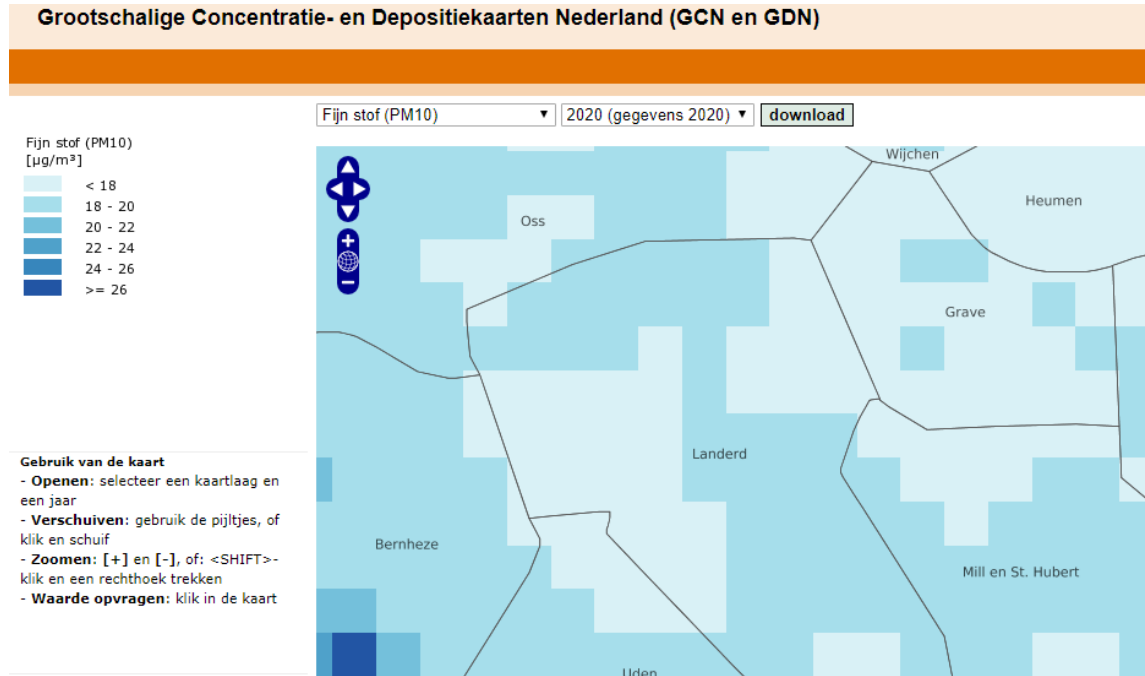 Grootschalige Concentratie- en Depositiekaarten Nederland (GCN en GDN)
Fijn stof (PM10)
2020 (gegevens 2020)
download
Fijn stof (PM10)
[µg/m³]
< 18
18 - 20
20 - 22
22 - 24
24 - 26
>= 26
Gebruik van de kaart
- Openen: selecteer een kaartlaag en
een jaar
- Verschuiven: gebruik de pijltjes, of
klik en schuif
- Zoomen: [+] en [-], of: <SHIFT>-
klik en een rechthoek trekken
- Waarde opvragen: klik in de kaart
Wijchen
Heumen
Oss
Grave
Landerd
Bernheze
Mill en St. Hubert
Uden